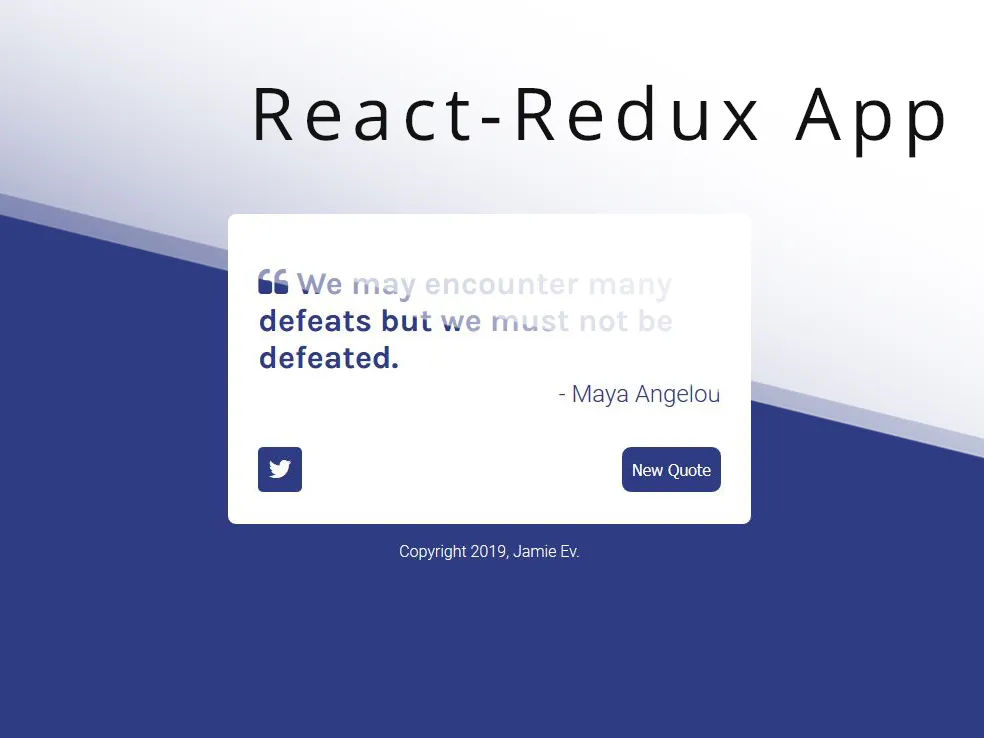 React-Redux App
We may encounter many
defeats but we must not be
defeated.
- Maya Angelou
New Quote
Copyright 2019, Jamie Ev.